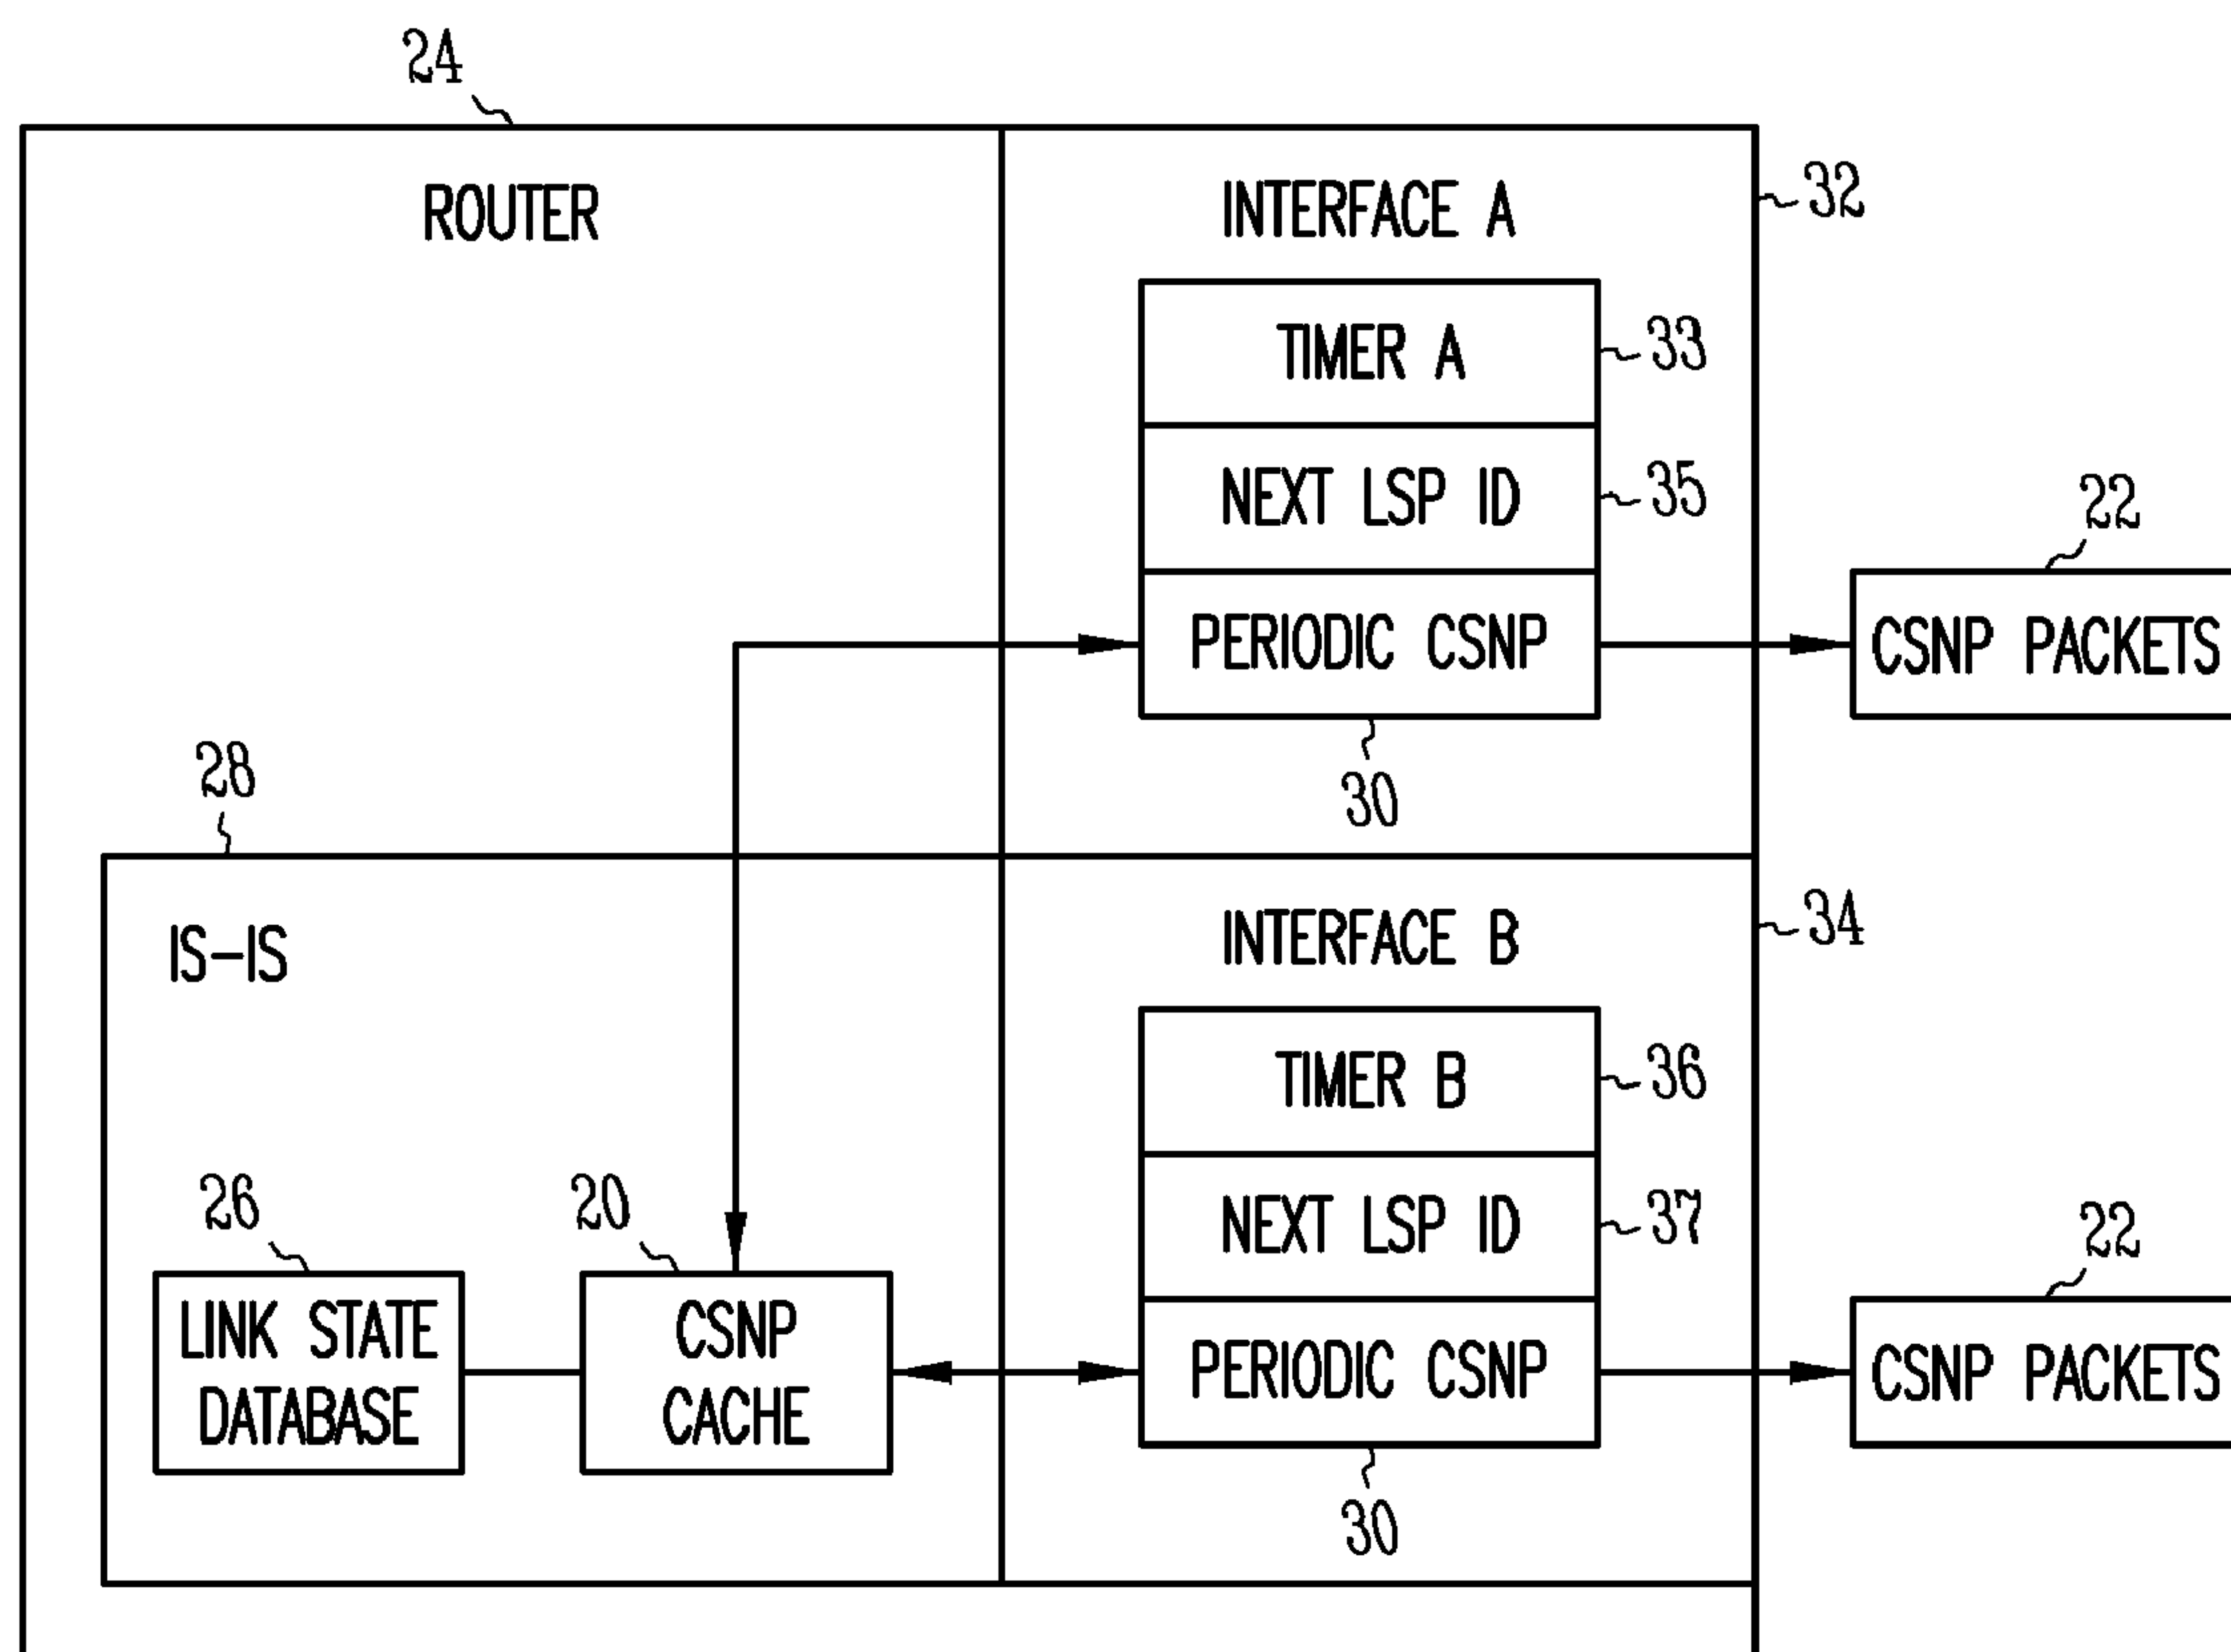 24
ROUTER
INTERFACE A
32
TIMER A
33
NEXT LSP ID
35
PERIODIC CSNP
30
22
CSNP PACKETS
28
IS-IS
INTERFACE B
34
TIMER B
36
NEXT LSP ID
37
PERIODIC CSNP
30
22
CSNP PACKETS
26
LINK STATE
DATABASE
20
CSNP
CACHE